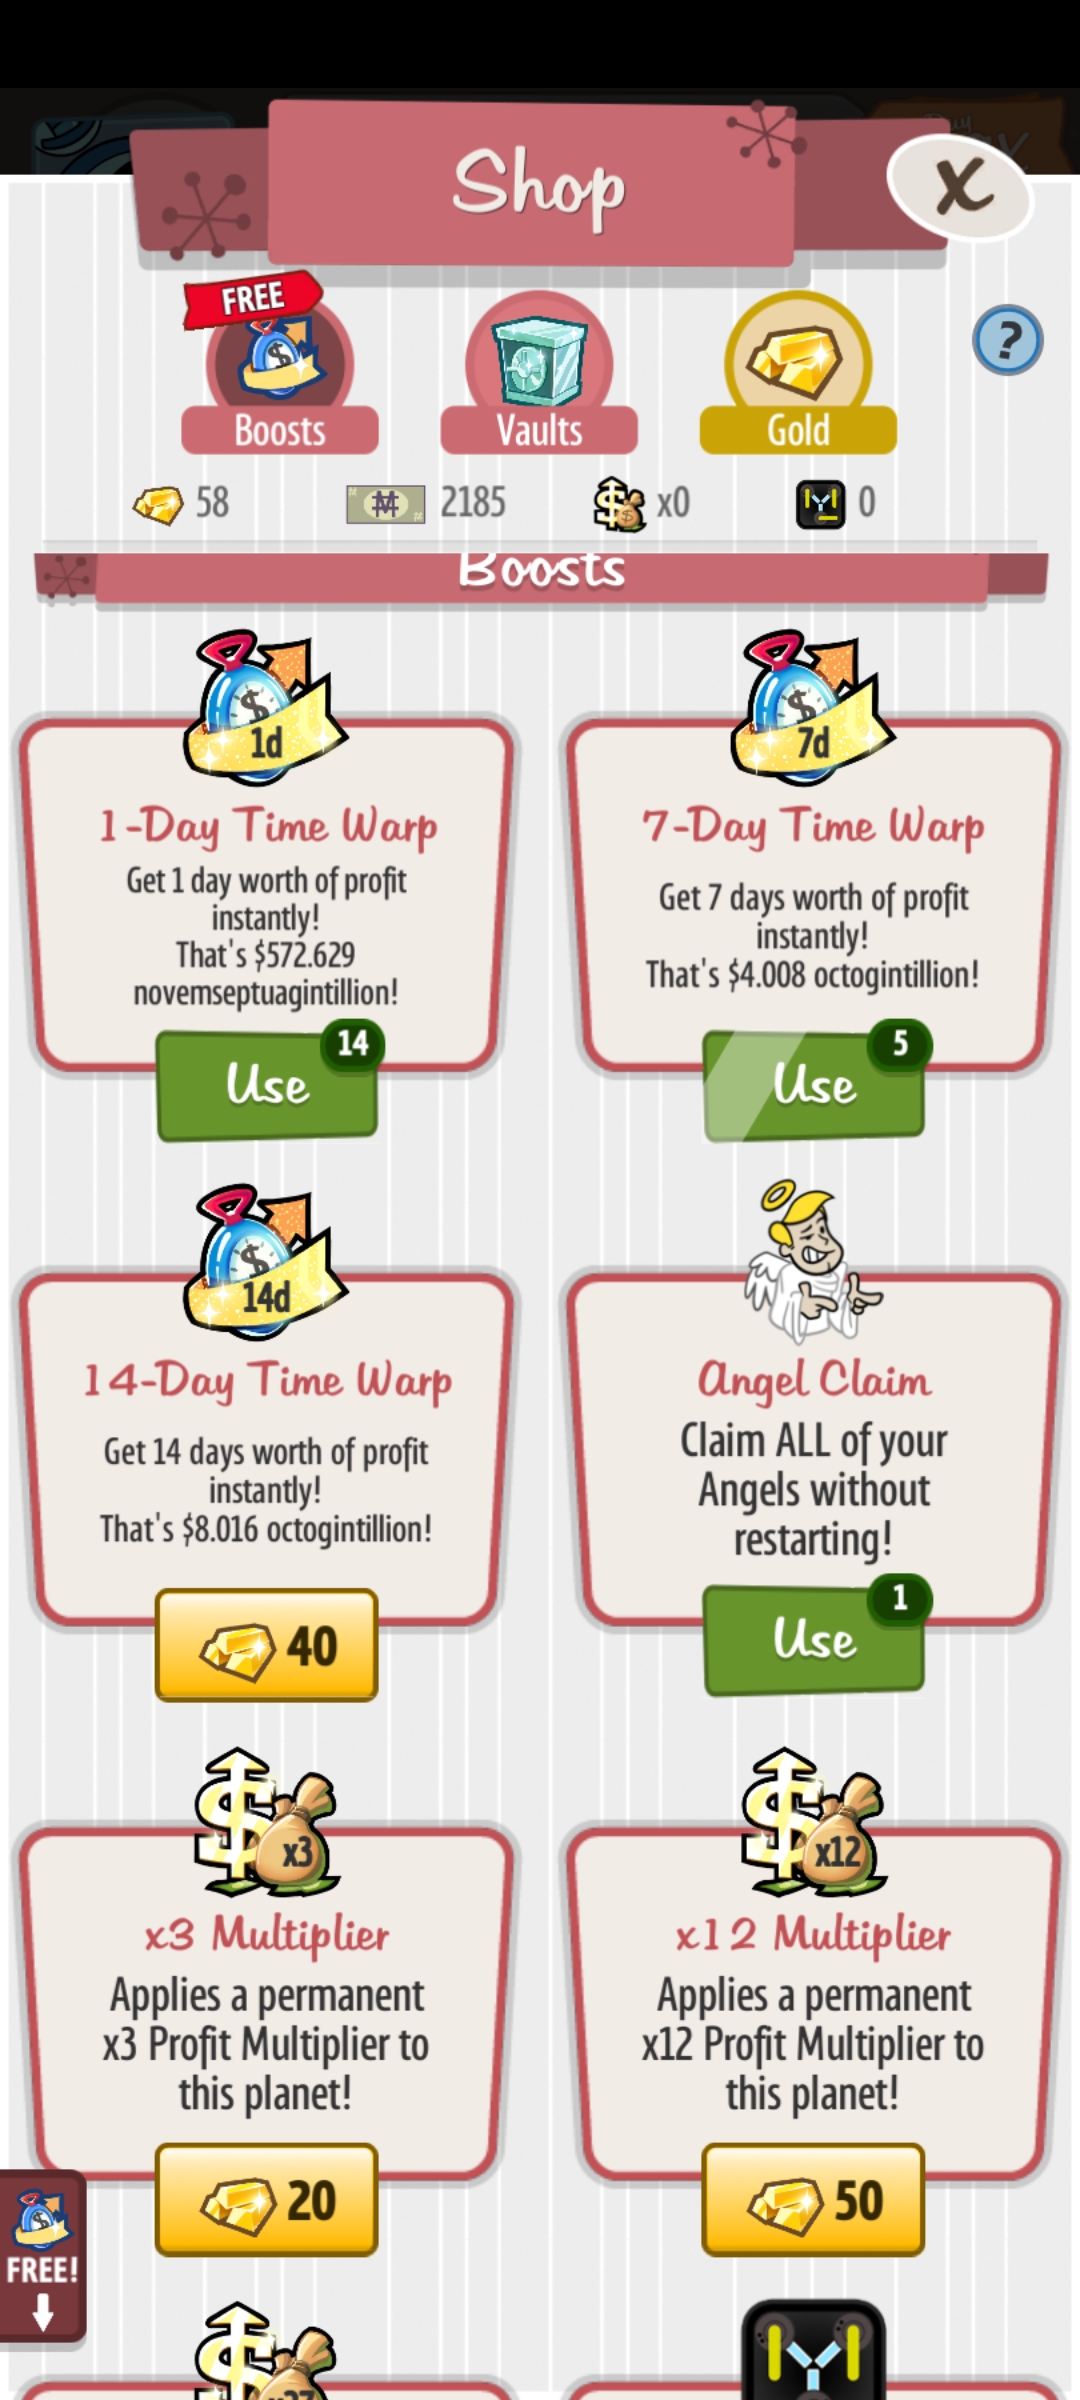 Shop
x
FREE
Boosts
Vaults
Gold
?
58
2185
x0
0
Boosts
1d
1-Day Time Warp
Get 1 day worth of profit
instantly!
That's $572.629
novemseptuagintillion!
14
Use
7d
7-Day Time Warp
Get 7 days worth of profit
instantly!
That's $4.008 octogintillion!
5
Use
14d
14-Day Time Warp
Get 14 days worth of profit
instantly!
That's $8.016 octogintillion!
40
Angel Claim
Claim ALL of your
Angels without
restarting!
1
Use
x3
x3 Multiplier
Applies a permanent
x3 Profit Multiplier to
this planet!
20
x12
x12 Multiplier
Applies a permanent
x12 Profit Multiplier to
this planet!
50
FREE!